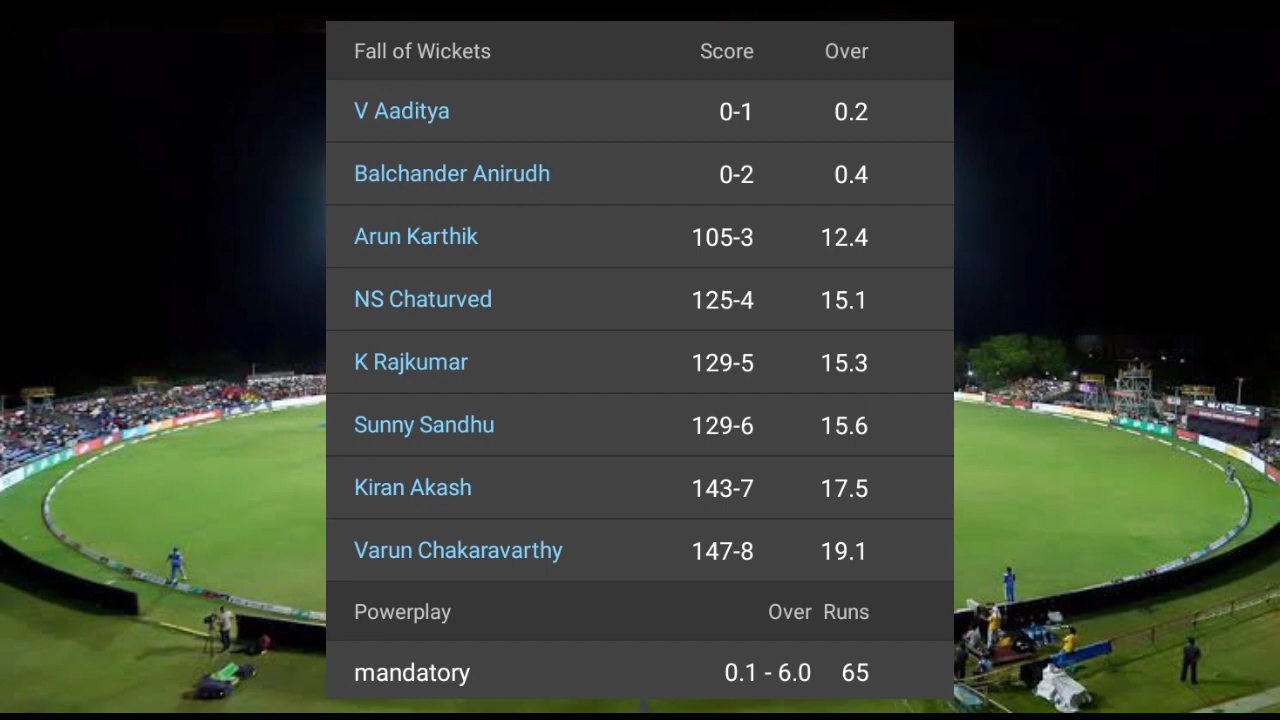 Fall of Wickets Score Over
V Aaditya 0-1 0.2
Balchander Anirudh 0-2 0.4
Arun Karthik 105-3 12.4
NS Chaturved 125-4 15.1
K Rajkumar 129-5 15.3
Sunny Sandhu 129-6 15.6
Kiran Akash 143-7 17.5
Varun Chakaravarthy 147-8 19.1
Powerplay Over Runs
mandatory 0.1 - 6.0 65